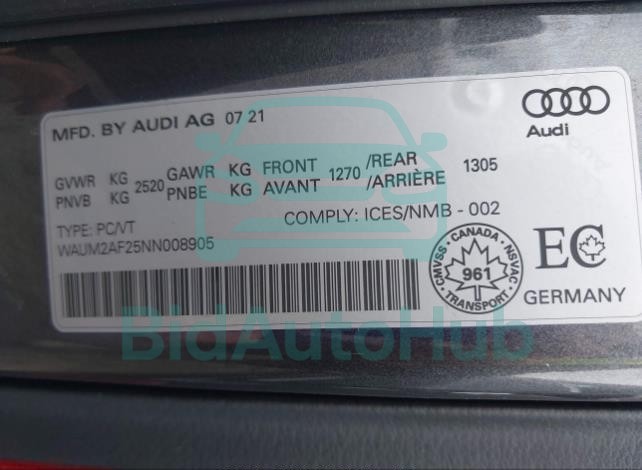 MFD. BY AUDI AG 07 21
Audi
GVWR KG 2520 GAWR KG FRONT 1270 /REAR 1305
PNVB KG PNBE KG AVANT /ARRIÈRE
COMPLY: ICES/NMB - 002
TYPE: PC/VT
WAUM2AF25NN008905
CMVSS · CANADA · NSVAC
961
TRANSPORT
EC
GERMANY
BidAutoHub